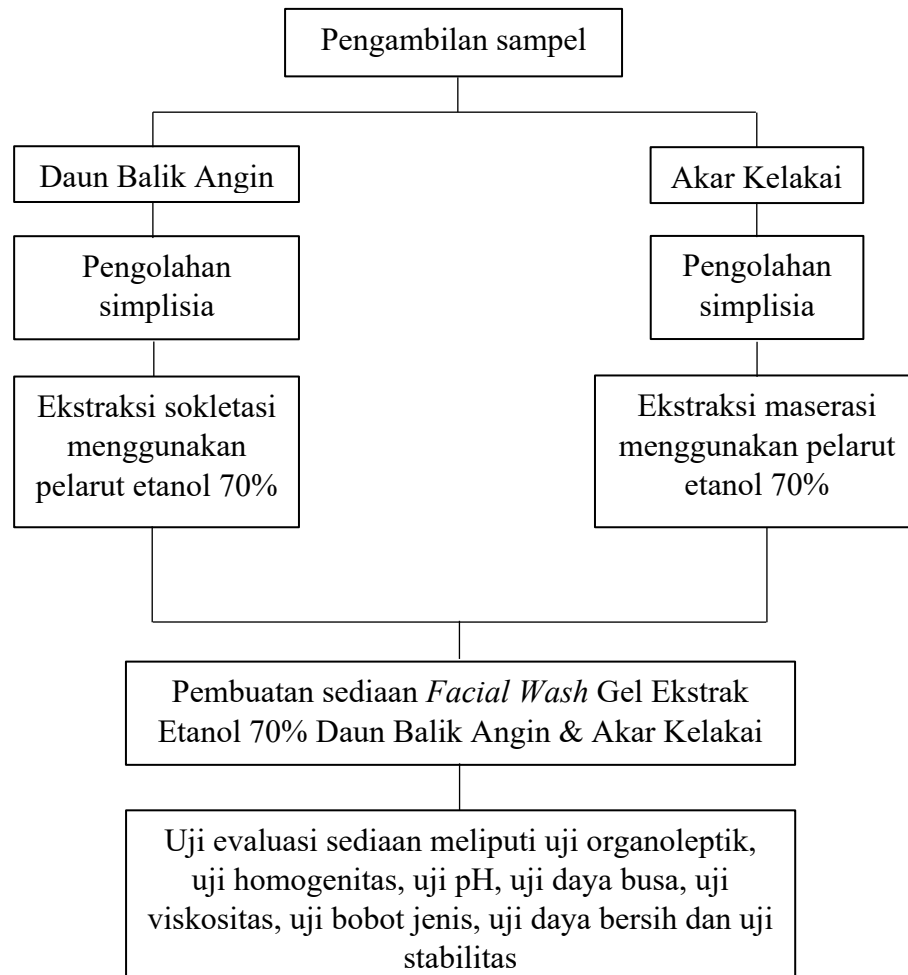 Pengambilan sampel
Daun Balik Angin
Akar Kelakai
Pengolahan
simplisia
Pengolahan
simplisia
Ekstraksi sokletasi
menggunakan
pelarut etanol 70%
Ekstraksi maserasi
menggunakan pelarut
etanol 70%
Pembuatan sediaan Facial Wash Gel Ekstrak
Etanol 70% Daun Balik Angin & Akar Kelakai
Uji evaluasi sediaan meliputi uji organoleptik,
uji homogenitas, uji pH, uji daya busa, uji
viskositas, uji bobot jenis, uji daya bersih dan uji
stabilitas